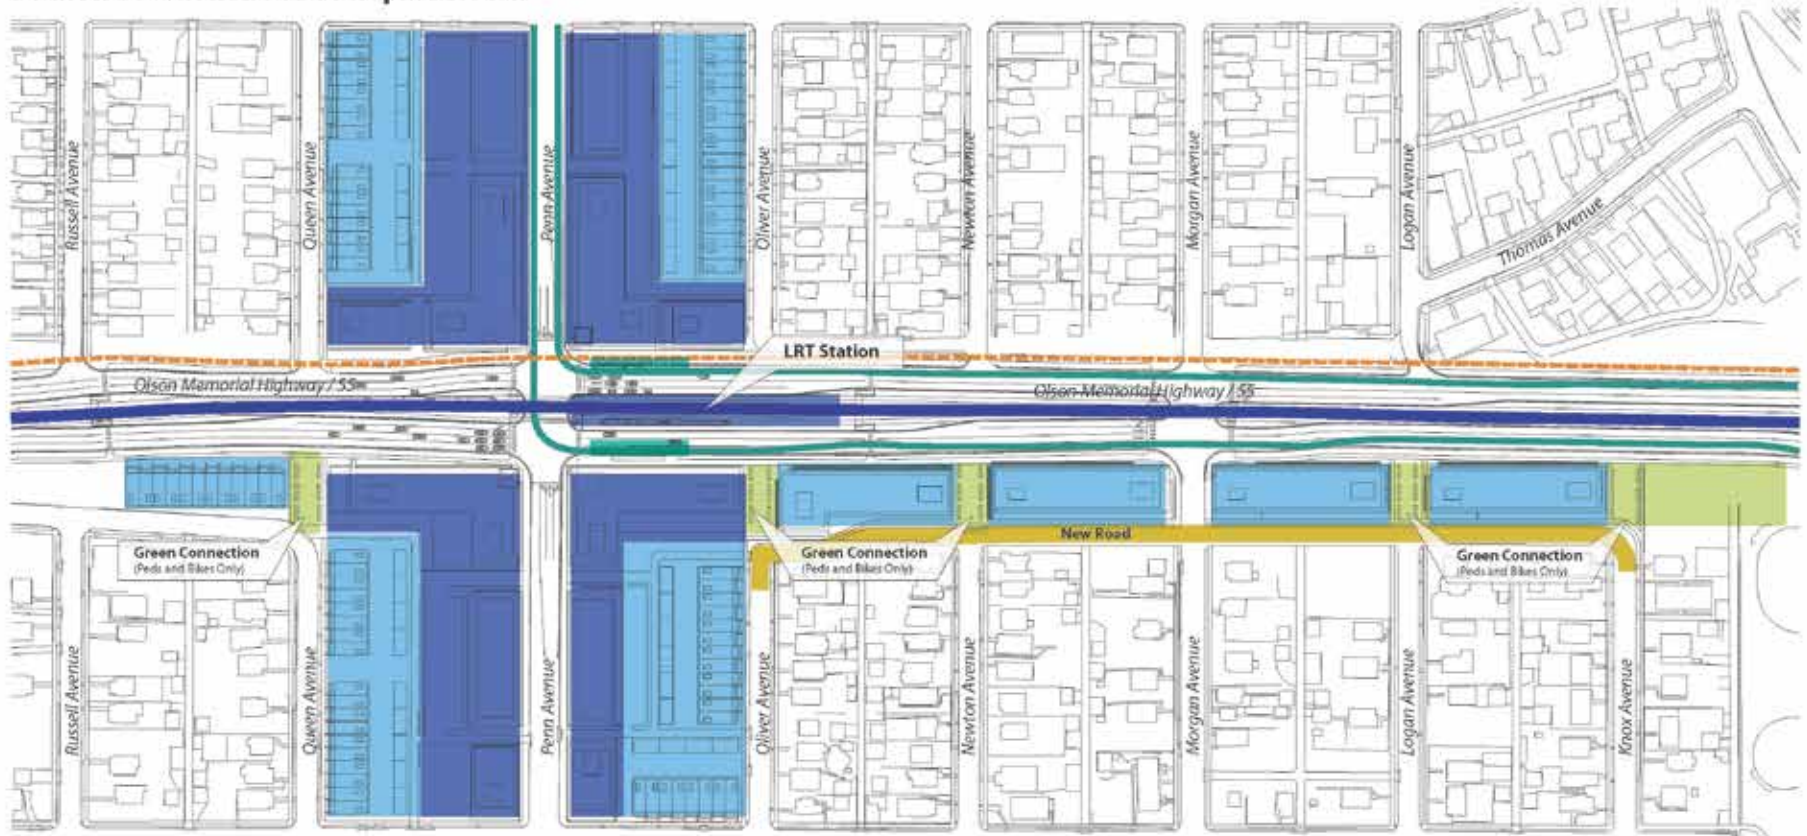 Russell Avenue
Queen Avenue
Penn Avenue
Oliver Avenue
Newton Avenue
Morgan Avenue
Logan Avenue
Thomas Avenue
LRT Station
Olson Memorial Highway / 55
Olson Memorial Highway / 55
New Road
Green Connection
(Peds and Bikes Only)
Green Connection
(Peds and Bikes Only)
Green Connection
(Peds and Bikes Only)
Russell Avenue
Queen Avenue
Penn Avenue
Oliver Avenue
Newton Avenue
Morgan Avenue
Logan Avenue
Knox Avenue